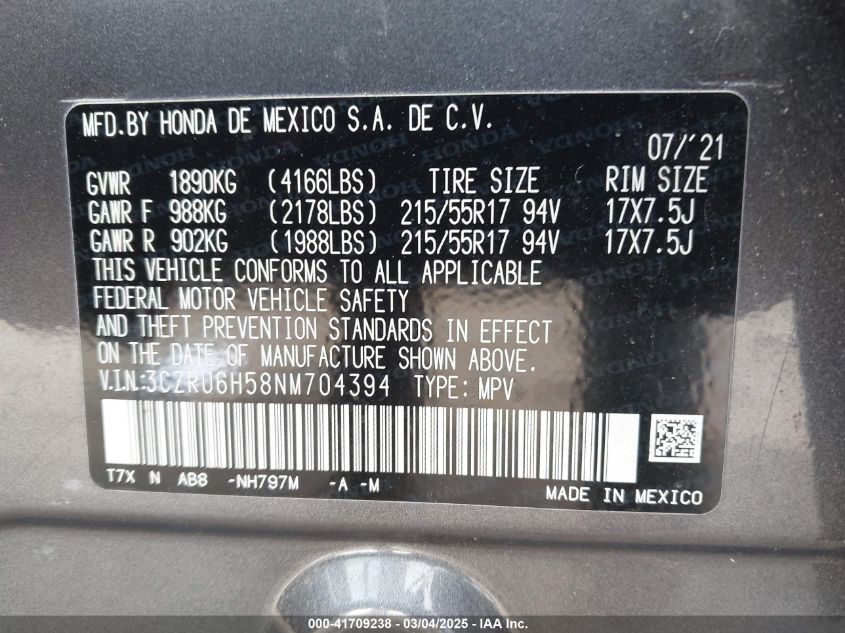 MFD.BY HONDA DE MEXICO S.A. DE C.V.
07/'21
GVWR 1890KG (4166LBS) TIRE SIZE RIM SIZE
GAWR F 988KG (2178LBS) 215/55R17 94V 17X7.5J
GAWR R 902KG (1988LBS) 215/55R17 94V 17X7.5J
THIS VEHICLE CONFORMS TO ALL APPLICABLE
FEDERAL MOTOR VEHICLE SAFETY
AND THEFT PREVENTION STANDARDS IN EFFECT
ON THE DATE OF MANUFACTURE SHOWN ABOVE.
V.I.N.:3CZRU6H58NM704394 TYPE: MPV
T7X N AB8 -NH797M -A -M
MADE IN MEXICO
000-41709238 - 03/04/2025 - IAAI.com